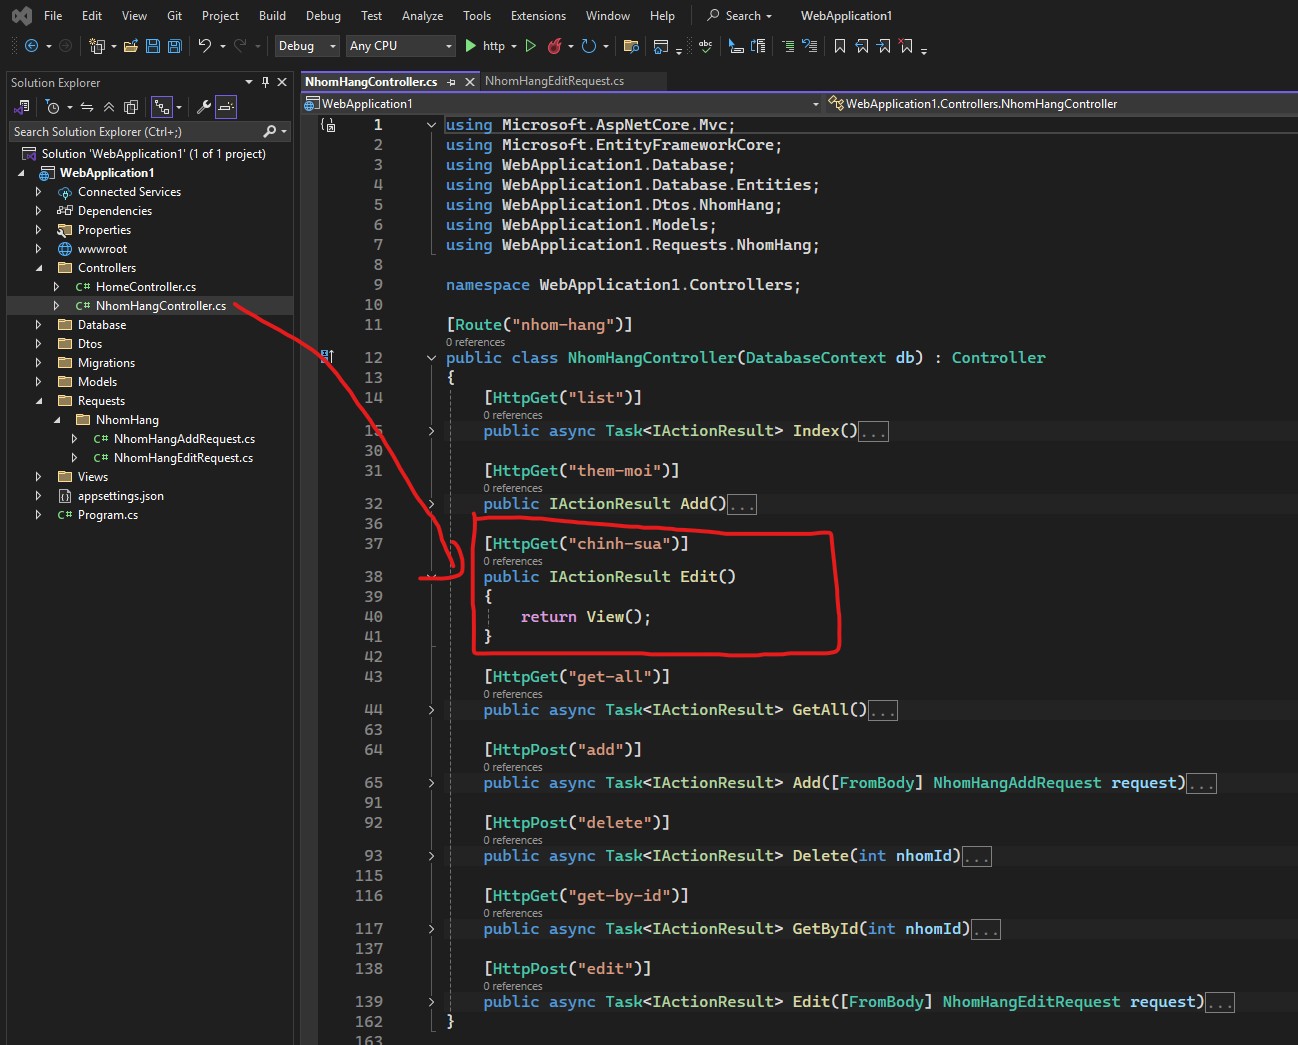 File Edit View Git Project Build Debug Test Analyze Tools Extensions Window Help Search WebApplication1
Debug Any CPU http
Solution Explorer
Search Solution Explorer (Ctrl+;)
Solution 'WebApplication1' (1 of 1 project)
WebApplication1
Connected Services
Dependencies
Properties
wwwroot
Controllers
C# HomeController.cs
C# NhomHangController.cs
Database
Dtos
Migrations
Models
Requests
NhomHang
C# NhomHangAddRequest.cs
C# NhomHangEditRequest.cs
Views
appsettings.json
C# Program.cs
NhomHangController.cs NhomHangEditRequest.cs
WebApplication1 WebApplication1.Controllers.NhomHangController
1 using Microsoft.AspNetCore.Mvc;
2 using Microsoft.EntityFrameworkCore;
3 using WebApplication1.Database;
4 using WebApplication1.Database.Entities;
5 using WebApplication1.Dtos.NhomHang;
6 using WebApplication1.Models;
7 using WebApplication1.Requests.NhomHang;
8
9 namespace WebApplication1.Controllers;
10
11 [Route("nhom-hang")]
0 references
12 public class NhomHangController(DatabaseContext db) : Controller
13 {
14 [HttpGet("list")]
0 references
15 public async Task<IActionResult> Index()...
30
31 [HttpGet("them-moi")]
0 references
32 public IActionResult Add()...
36
37 [HttpGet("chinh-sua")]
0 references
38 public IActionResult Edit()
39 {
40 return View();
41 }
42
43 [HttpGet("get-all")]
0 references
44 public async Task<IActionResult> GetAll()...
63
64 [HttpPost("add")]
0 references
65 public async Task<IActionResult> Add([FromBody] NhomHangAddRequest request)...
91
92 [HttpPost("delete")]
0 references
93 public async Task<IActionResult> Delete(int nhomId)...
115
116 [HttpGet("get-by-id")]
0 references
117 public async Task<IActionResult> GetById(int nhomId)...
137
138 [HttpPost("edit")]
0 references
139 public async Task<IActionResult> Edit([FromBody] NhomHangEditRequest request)...
162 }
163